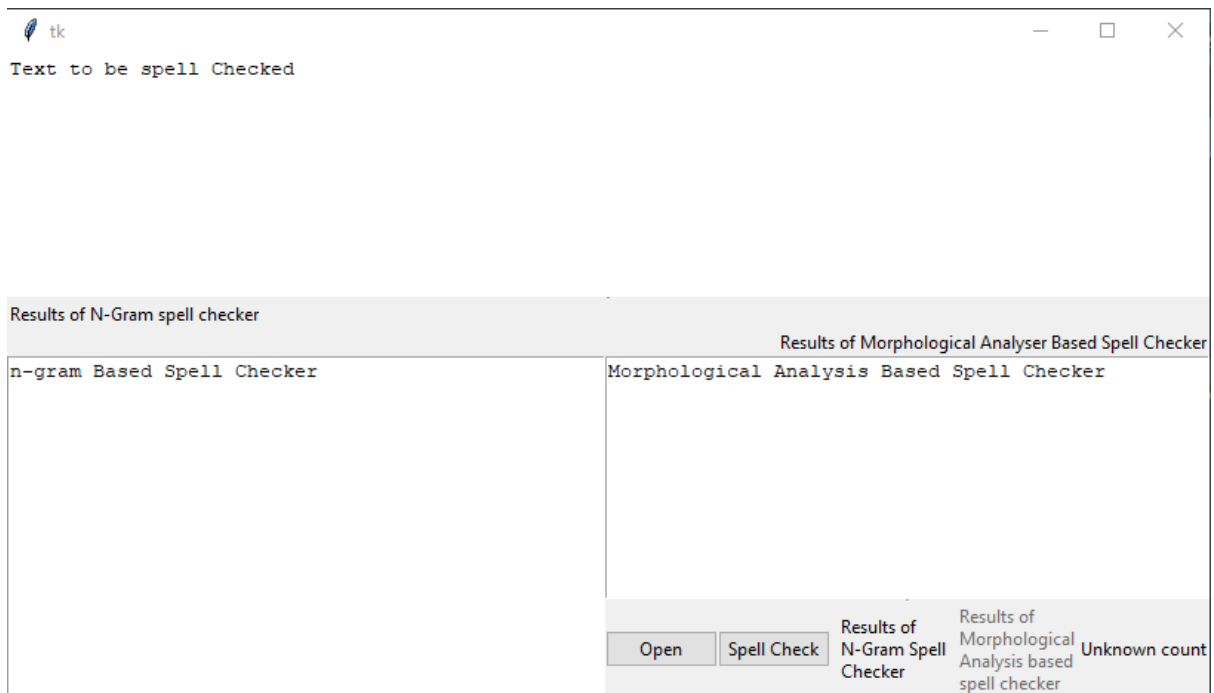 tk
Text to be spell Checked
Results of N-Gram spell checker
Results of Morphological Analyser Based Spell Checker
n-gram Based Spell Checker
Morphological Analysis Based Spell Checker
Open
Spell Check
Results of
N-Gram Spell
Checker
Results of
Morphological
Analysis based
spell checker
Unknown count